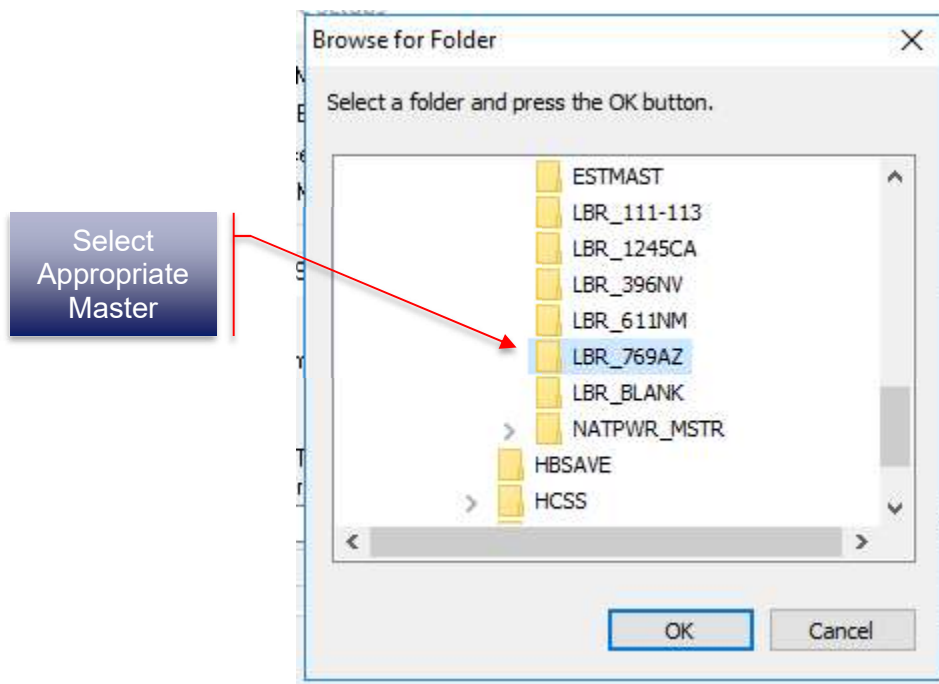 Browse for Folder
Select a folder and press the OK button.
Select
Appropriate
Master
ESTMAST
LBR_111-113
LBR_1245CA
LBR_396NV
LBR_611NM
LBR_769AZ
LBR_BLANK
NATPWR_MSTR
HBSAVE
HCSS
OK
Cancel